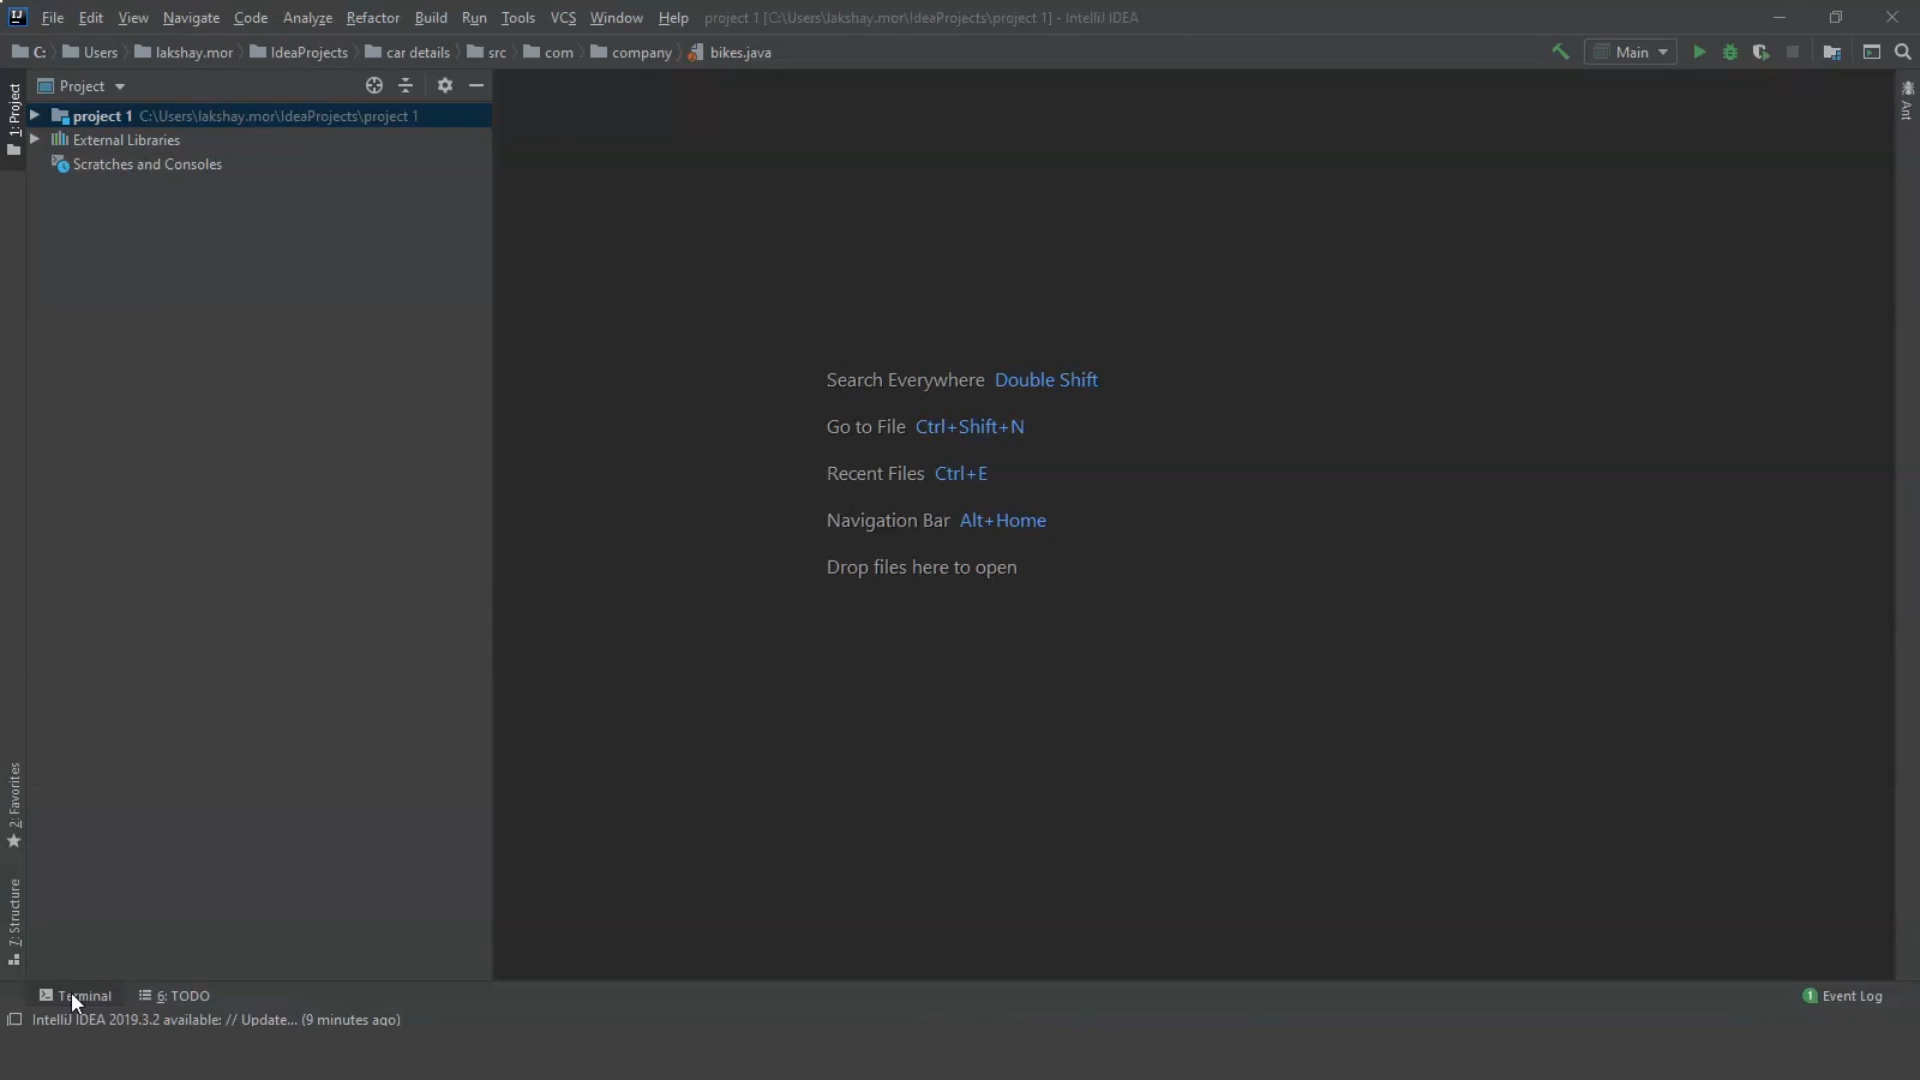 IJ File Edit View Navigate Code Analyze Refactor Build Run Tools VCS Window Help project 1 [C:\Users\lakshay.mor\IdeaProjects\project 1] - IntelliJ IDEA
C: Users lakshay.mor IdeaProjects car details src com company bikes.java Main
Project
project 1 C:\Users\lakshay.mor\IdeaProjects\project 1
External Libraries
Scratches and Consoles
1: Project
2: Favorites
7: Structure
Search Everywhere Double Shift
Go to File Ctrl+Shift+N
Recent Files Ctrl+E
Navigation Bar Alt+Home
Drop files here to open
Ant
Terminal 6: TODO 1 Event Log
IntelliJ IDEA 2019.3.2 available: // Update... (9 minutes ago)